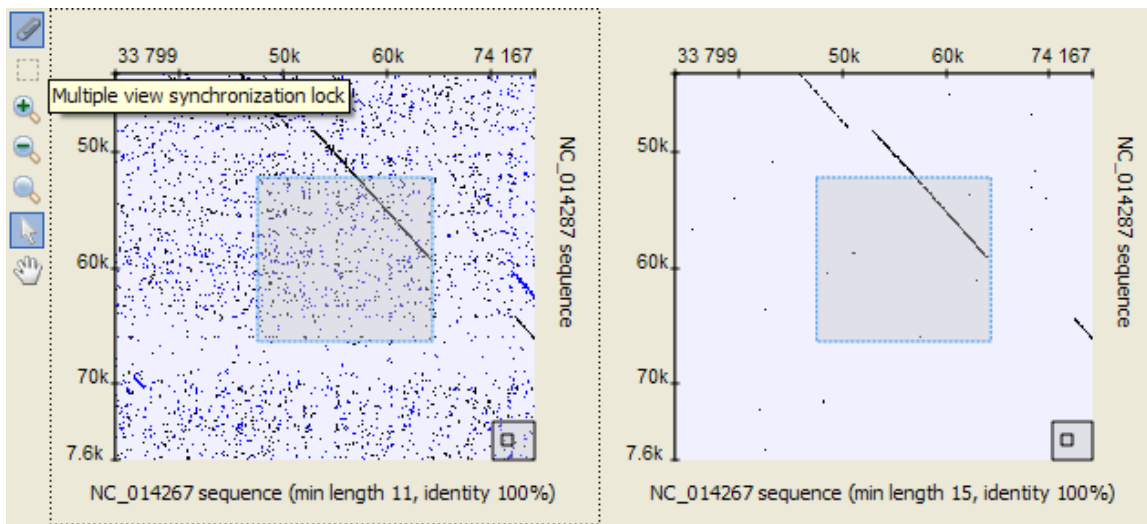 33 799 50k 60k 74 167
33 799 50k 60k 74 167
Multiple view synchronization lock
50k
60k
70k
7.6k
NC_014287 sequence
50k
60k
70k
7.6k
NC_014287 sequence
NC_014267 sequence (min length 11, identity 100%)
NC_014267 sequence (min length 15, identity 100%)